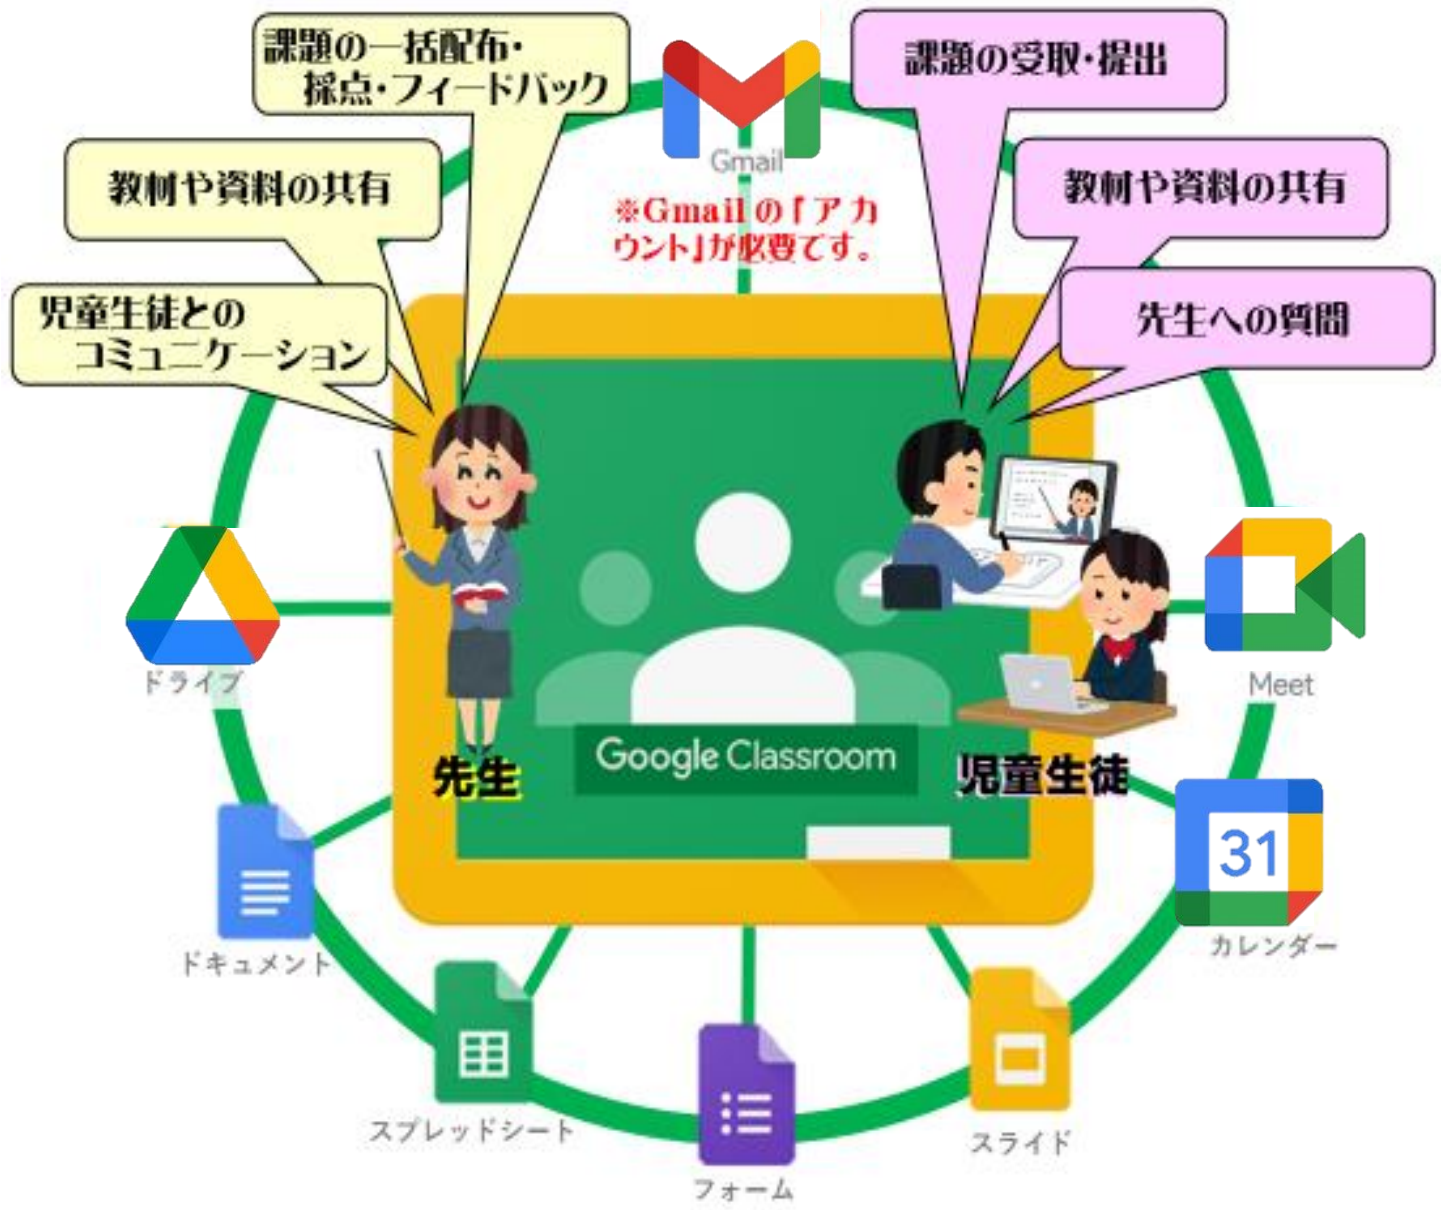 課題の一括配布・
採点・フィードバック
教材や資料の共有
児童生徒との
コミュニケーション
Gmail
※Gmailの「アカ
ウント」が必要です。
課題の受取・提出
教材や資料の共有
先生への質問
先生
Google Classroom
児童生徒
ドライブ
Meet
31
カレンダー
ドキュメント
スプレッドシート
スライド
フォーム